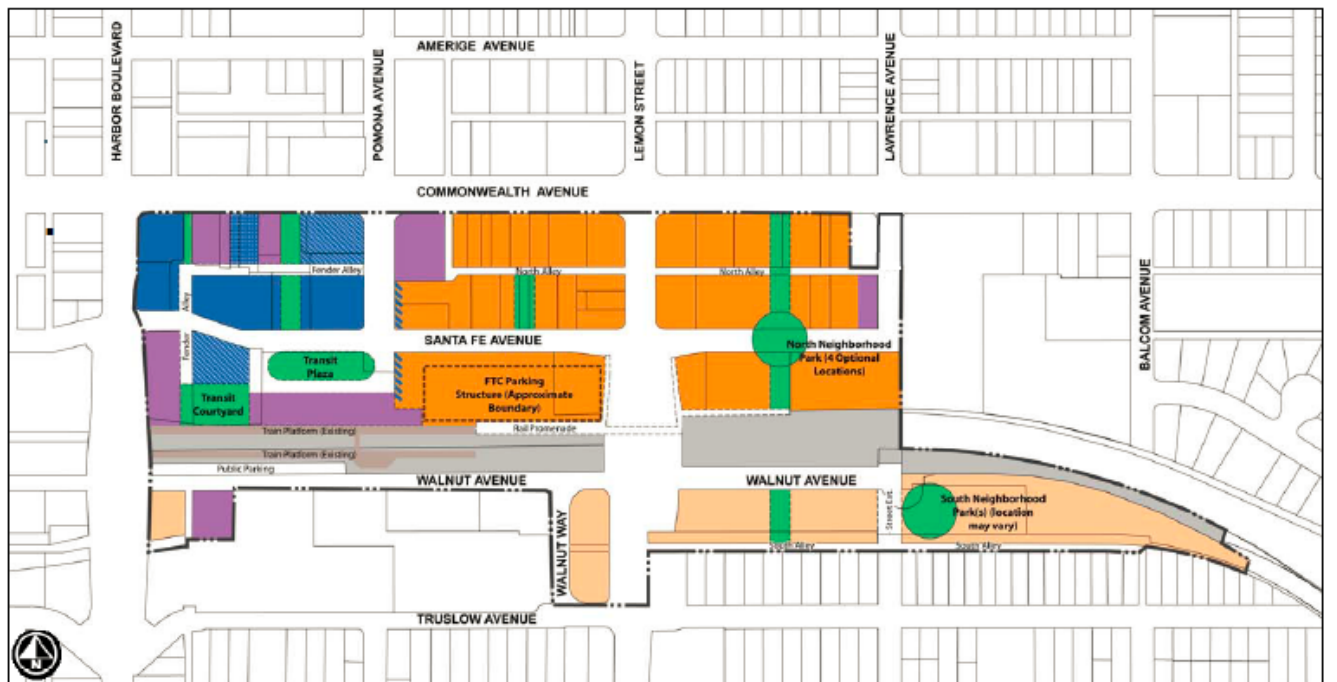 AMERIGE AVENUE
HARBOR BOULEVARD
POMONA AVENUE
LEMON STREET
LAWRENCE AVENUE
COMMONWEALTH AVENUE
BALCOM AVENUE
Fender Alley
North Alley
North Alley
Fender Alley
SANTA FE AVENUE
Transit
Plaza
North Neighborhood
Park (4 Optional
Locations)
FTC Parking
Structure (Approximate
Boundary)
Transit
Courtyard
Train Platform (Existing)
Rail Promenade
Train Platform (Existing)
Public Parking
WALNUT AVENUE
WALNUT AVENUE
South Neighborhood
Park(s) (location
may vary)
Street Ext.
South Alley
South Alley
WALNUT WAY
TRUSLOW AVENUE
N